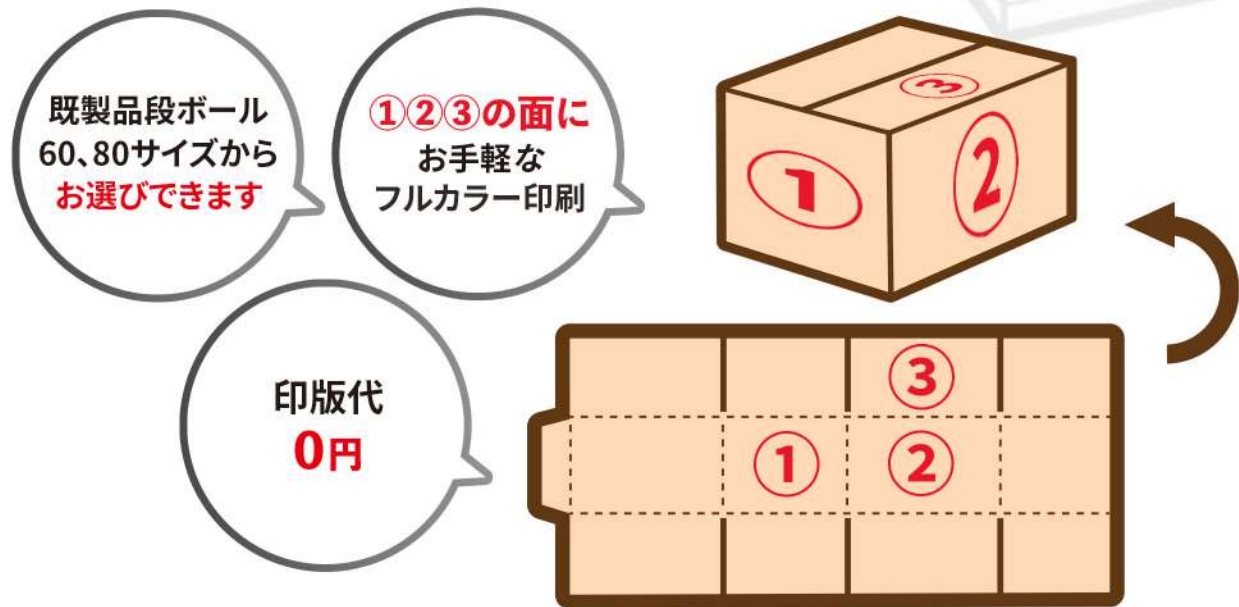 既製品段ボール
60、80サイズから
お選びできます
①②③の面に
お手軽な
フルカラー印刷
③
①
②
印版代
0円
③
①
②